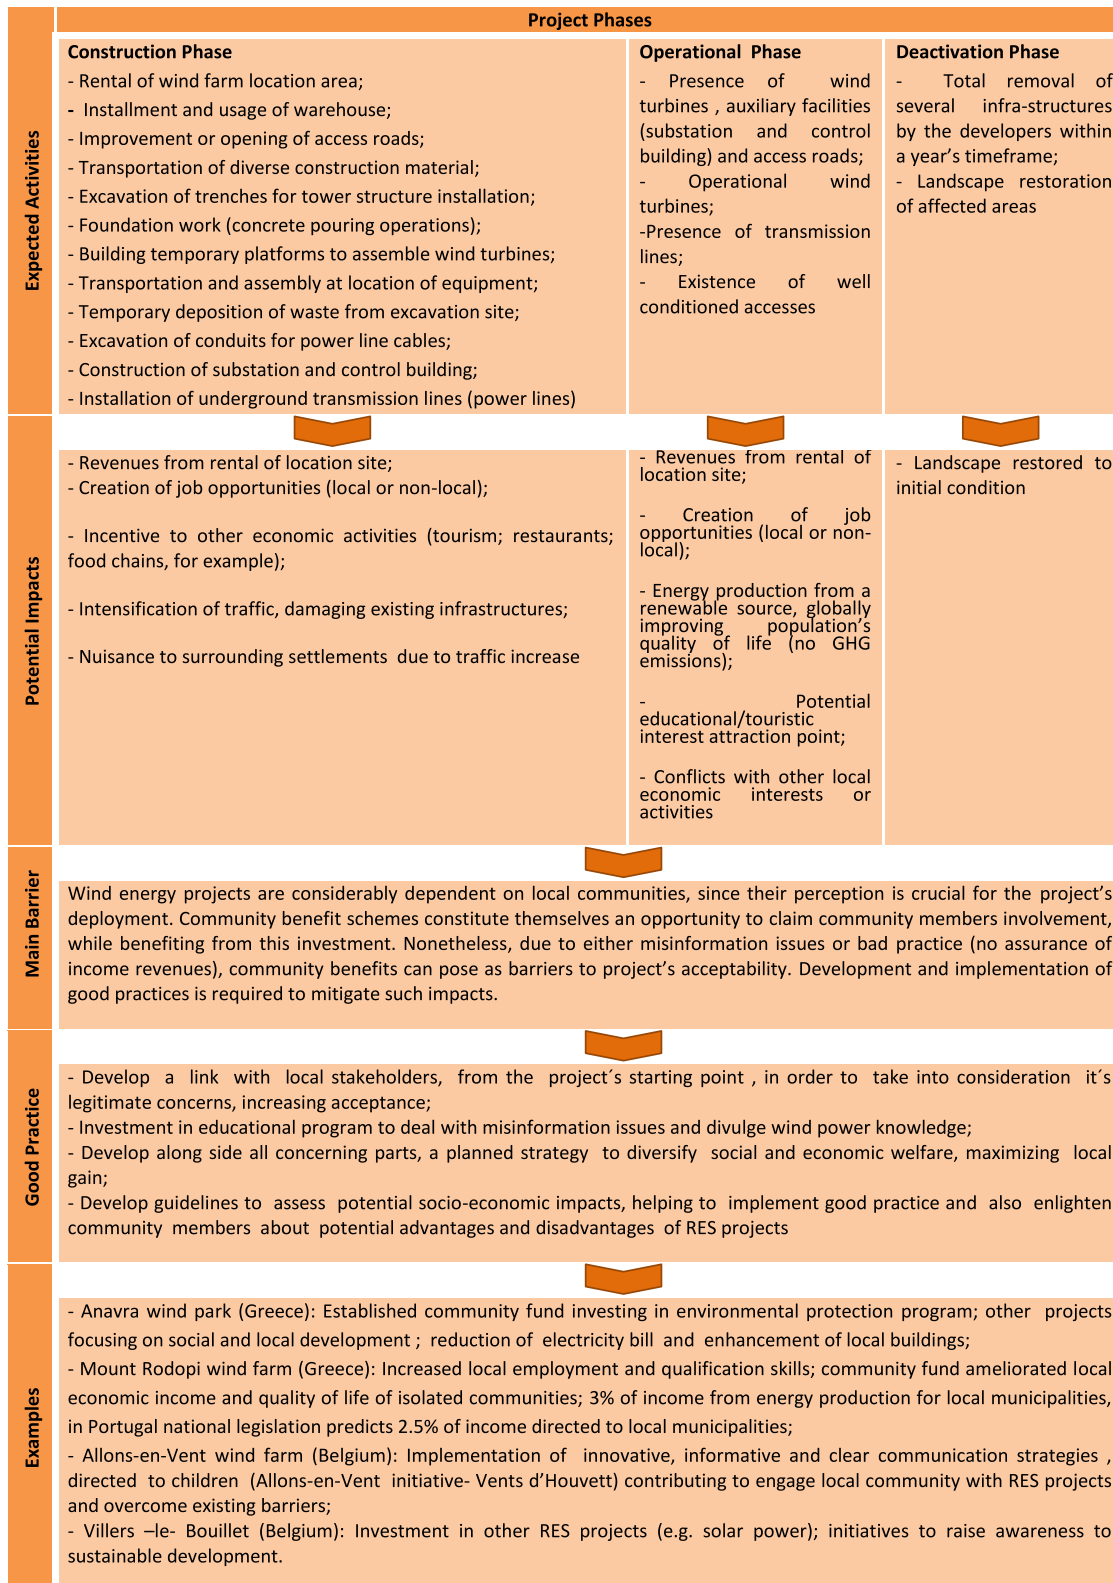 Project Phases
Expected Activities
Construction Phase
- Rental of wind farm location area;
- Installment and usage of warehouse;
- Improvement or opening of access roads;
- Transportation of diverse construction material;
- Excavation of trenches for tower structure installation;
- Foundation work (concrete pouring operations);
- Building temporary platforms to assemble wind turbines;
- Transportation and assembly at location of equipment;
- Temporary deposition of waste from excavation site;
- Excavation of conduits for power line cables;
- Construction of substation and control building;
- Installation of underground transmission lines (power lines)
Operational Phase
- Presence of wind
turbines , auxiliary facilities
(substation and control
building) and access roads;
- Operational wind
turbines;
-Presence of transmission
lines;
- Existence of well
conditioned accesses
Deactivation Phase
- Total removal of
several infra-structures
by the developers within
a year’s timeframe;
- Landscape restoration
of affected areas
Potential Impacts
- Revenues from rental of location site;
- Creation of job opportunities (local or non-local);
- Incentive to other economic activities (tourism; restaurants;
food chains, for example);
- Intensification of traffic, damaging existing infrastructures;
- Nuisance to surrounding settlements due to traffic increase
- Revenues from rental of
location site;
- Creation of job
opportunities (local or non-
local);
- Energy production from a
renewable source, globally
improving population’s
quality of life (no GHG
emissions);
- Potential
educational/touristic
interest attraction point;
- Conflicts with other local
economic interests or
activities
- Landscape restored to
initial condition
Main Barrier
Wind energy projects are considerably dependent on local communities, since their perception is crucial for the project’s
deployment. Community benefit schemes constitute themselves an opportunity to claim community members involvement,
while benefiting from this investment. Nonetheless, due to either misinformation issues or bad practice (no assurance of
income revenues), community benefits can pose as barriers to project’s acceptability. Development and implementation of
good practices is required to mitigate such impacts.
Good Practice
- Develop a link with local stakeholders, from the project´s starting point , in order to take into consideration it´s
legitimate concerns, increasing acceptance;
- Investment in educational program to deal with misinformation issues and divulge wind power knowledge;
- Develop along side all concerning parts, a planned strategy to diversify social and economic welfare, maximizing local
gain;
- Develop guidelines to assess potential socio-economic impacts, helping to implement good practice and also enlighten
community members about potential advantages and disadvantages of RES projects
Examples
- Anavra wind park (Greece): Established community fund investing in environmental protection program; other projects
focusing on social and local development ; reduction of electricity bill and enhancement of local buildings;
- Mount Rodopi wind farm (Greece): Increased local employment and qualification skills; community fund ameliorated local
economic income and quality of life of isolated communities; 3% of income from energy production for local municipalities,
in Portugal national legislation predicts 2.5% of income directed to local municipalities;
- Allons-en-Vent wind farm (Belgium): Implementation of innovative, informative and clear communication strategies ,
directed to children (Allons-en-Vent initiative- Vents d’Houvett) contributing to engage local community with RES projects
and overcome existing barriers;
- Villers –le- Bouillet (Belgium): Investment in other RES projects (e.g. solar power); initiatives to raise awareness to
sustainable development.